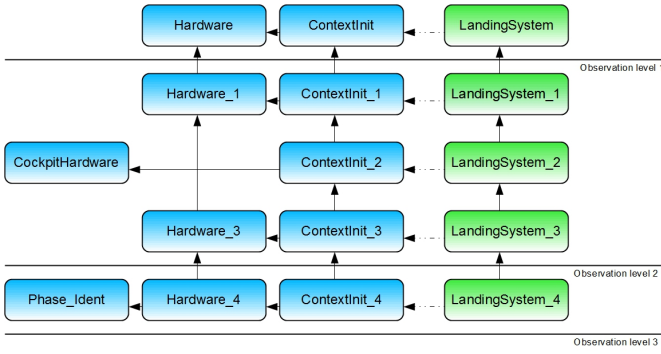 Hardware ContextInit LandingSystem
Observation level 1
Hardware_1 ContextInit_1 LandingSystem_1
CockpitHardware ContextInit_2 LandingSystem_2
Hardware_3 ContextInit_3 LandingSystem_3
Observation level 2
Phase_Ident Hardware_4 ContextInit_4 LandingSystem_4
Observation level 3